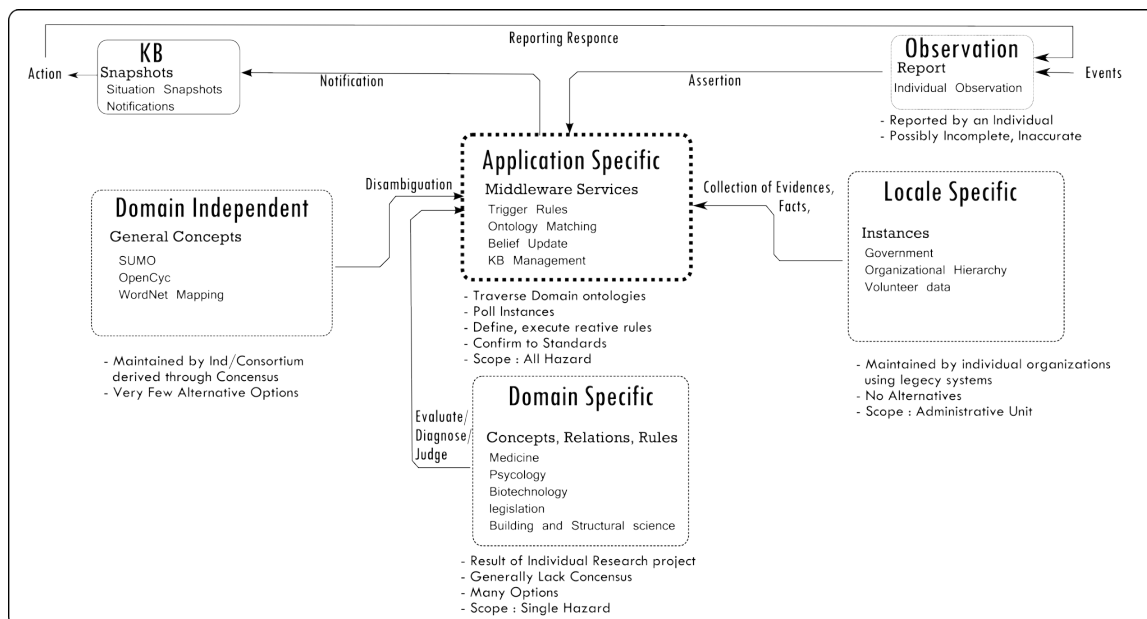 Reporting Responce
KB
Snapshots
Situation Snapshots
Notifications
Action
Notification
Assertion
Observation
Report
Individual Observation
Events
- Reported by an Individual
- Possibly Incomplete, Inaccurate
Application Specific
Middleware Services
Trigger Rules
Ontology Matching
Belief Update
KB Management
- Traverse Domain ontologies
- Poll Instances
- Define, execute reative rules
- Confirm to Standards
- Scope : All Hazard
Disambiguation
Domain Independent
General Concepts
SUMO
OpenCyc
WordNet Mapping
- Maintained by Ind/Consortium
derived through Concensus
- Very Few Alternative Options
Collection of Evidences,
Facts,
Locale Specific
Instances
Government
Organizational Hierarchy
Volunteer data
- Maintained by individual organizations
using legecy systems
- No Alternatives
- Scope : Administrative Unit
Evaluate/
Diagnose/
Judge
Domain Specific
Concepts, Relations, Rules
Medicine
Psycology
Biotechnology
legislation
Building and Structural science
- Result of Individual Research project
- Generally Lack Concensus
- Many Options
- Scope : Single Hazard